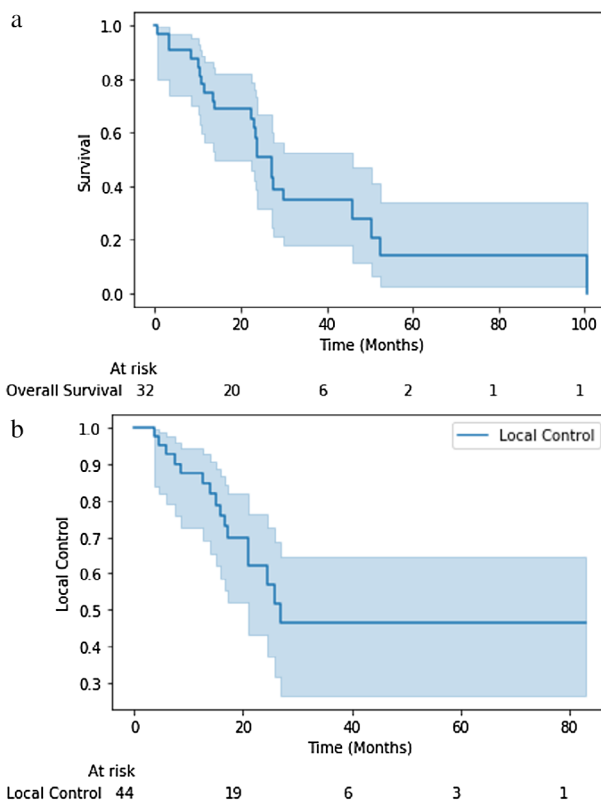 a
1.0
0.8
0.6
0.4
0.2
0.0
Survival
0 20 40 60 80 100
Time (Months)
At risk
Overall Survival 32 20 6 2 1 1
b
1.0
0.9
0.8
0.7
0.6
0.5
0.4
0.3
Local Control
Local Control
0 20 40 60 80
Time (Months)
At risk
Local Control 44 19 6 3 1